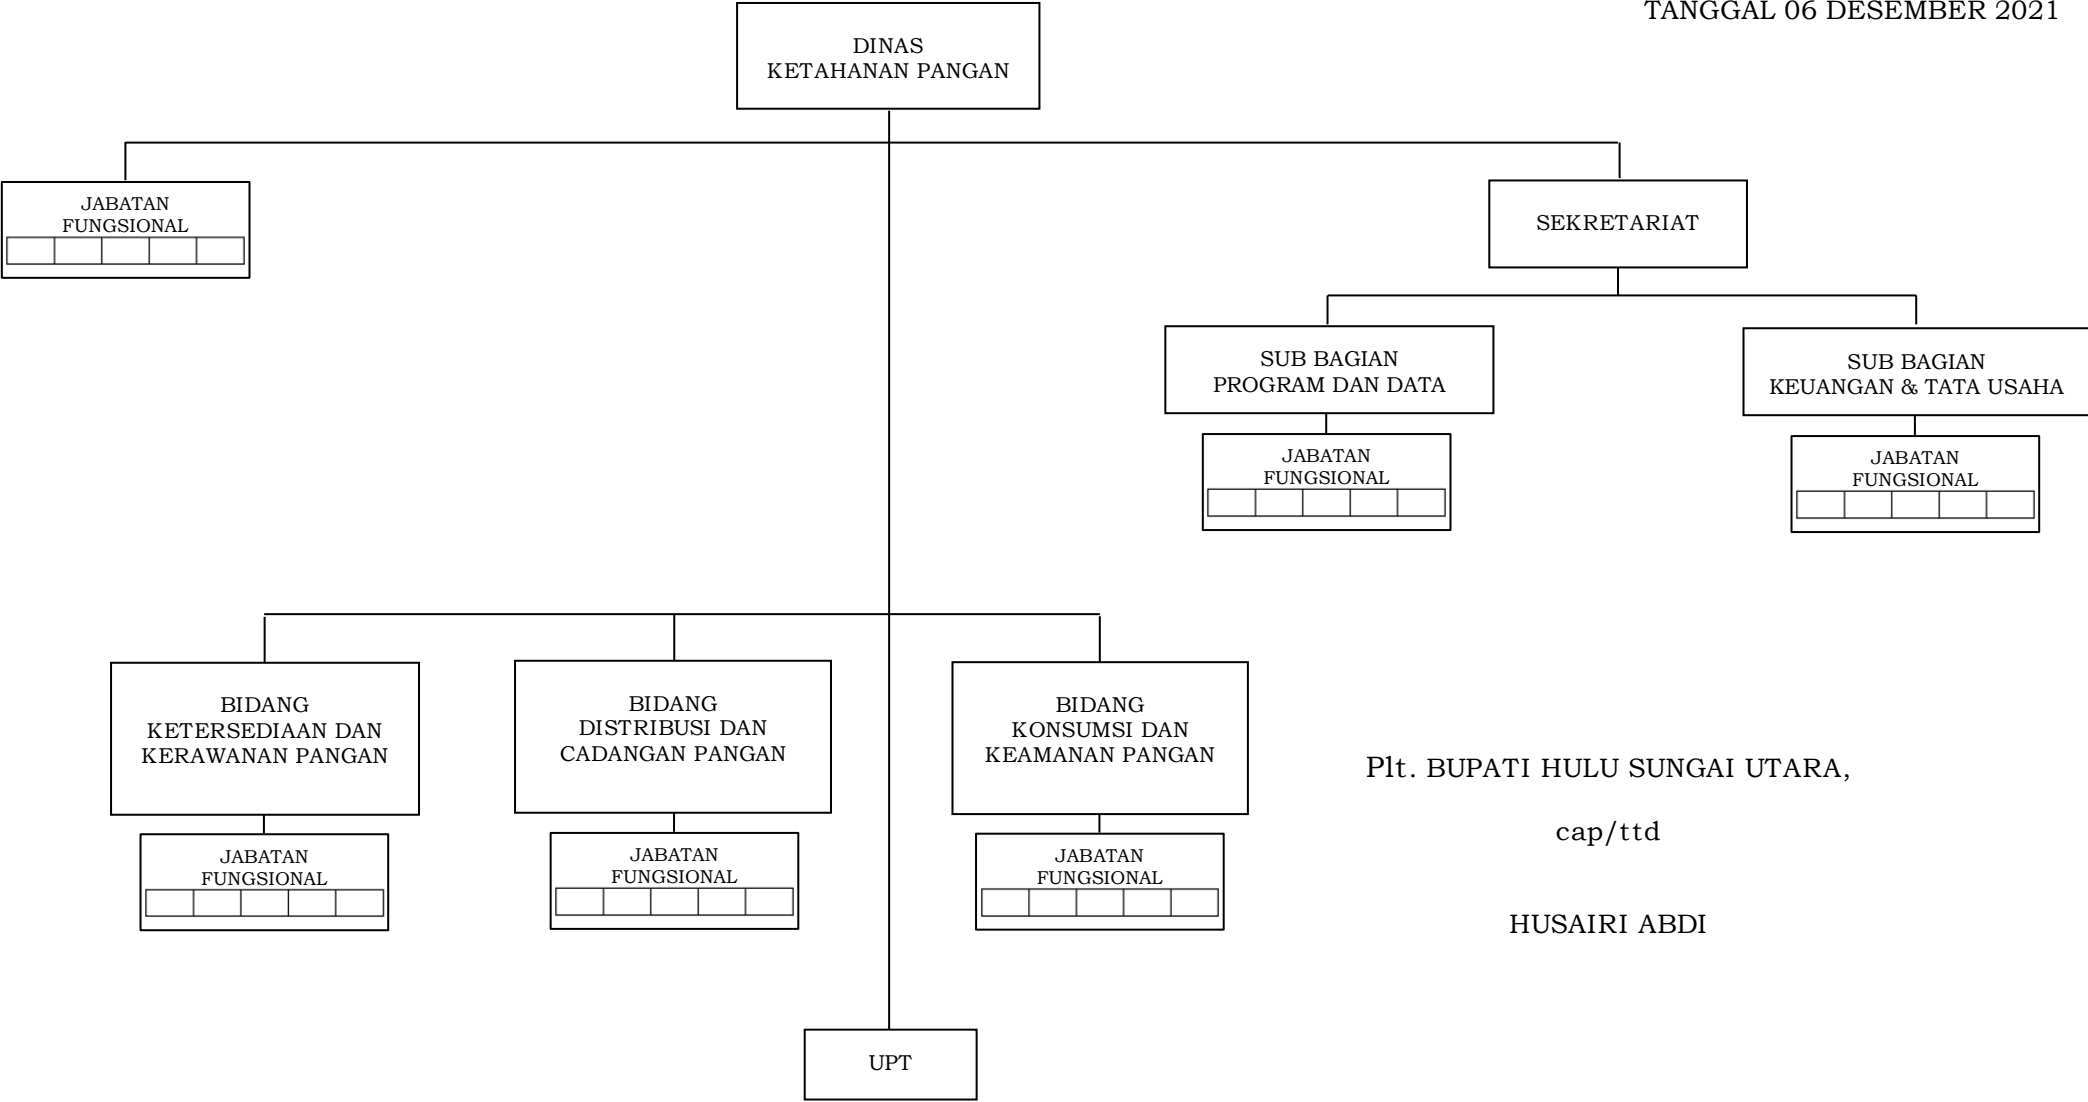 TANGGAL 06 DESEMBER 2021
DINAS
KETAHANAN PANGAN
JABATAN
FUNGSIONAL
SEKRETARIAT
SUB BAGIAN
PROGRAM DAN DATA
SUB BAGIAN
KEUANGAN & TATA USAHA
JABATAN
FUNGSIONAL
JABATAN
FUNGSIONAL
BIDANG
KETERSEDIAAN DAN
KERAWANAN PANGAN
BIDANG
DISTRIBUSI DAN
CADANGAN PANGAN
BIDANG
KONSUMSI DAN
KEAMANAN PANGAN
JABATAN
FUNGSIONAL
JABATAN
FUNGSIONAL
JABATAN
FUNGSIONAL
Plt. BUPATI HULU SUNGAI UTARA,
cap/ttd
HUSAIRI ABDI
UPT